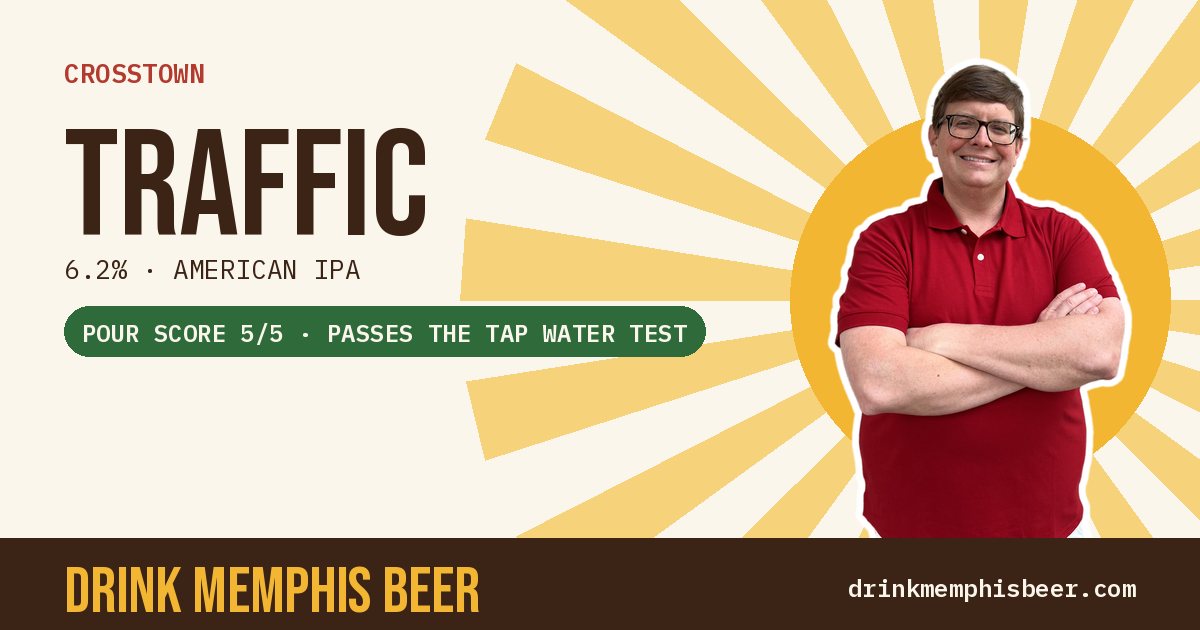 CROSSTOWN
TRAFFIC
6.2% · AMERICAN IPA
POUR SCORE 5/5 · PASSES THE TAP WATER TEST
DRINK MEMPHIS BEER
drinkmemphisbeer.com